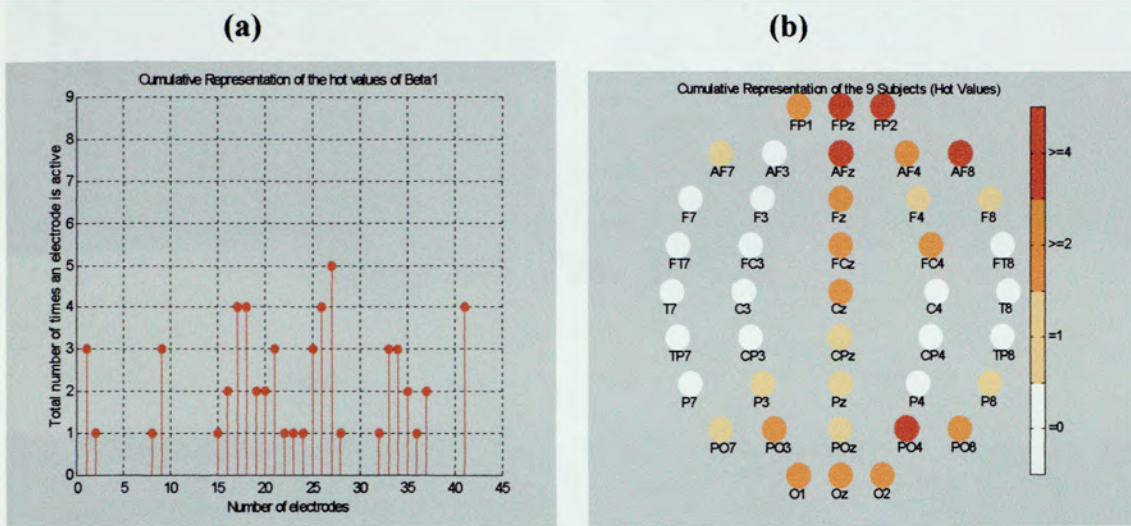 (a)
(b)
Cumulative Representation of the hot values of Beta1
Total number of times an electrode is active
9
8
7
6
5
4
3
2
1
0
0 5 10 15 20 25 30 35 40 45
Number of electrodes
Cumulative Representation of the 9 Subjects (Hot Values)
FP1 FPz FP2
AF7 AF3 AFz AF4 AF8
F7 F3 Fz F4 F8
FT7 FC3 FCz FC4 FT8
T7 C3 Cz C4 T8
TP7 CP3 CPz CP4 TP8
P7 P3 Pz P4 P8
PO7 PO3 POz PO4 PO8
O1 Oz O2
>=4
>=2
=1
=0